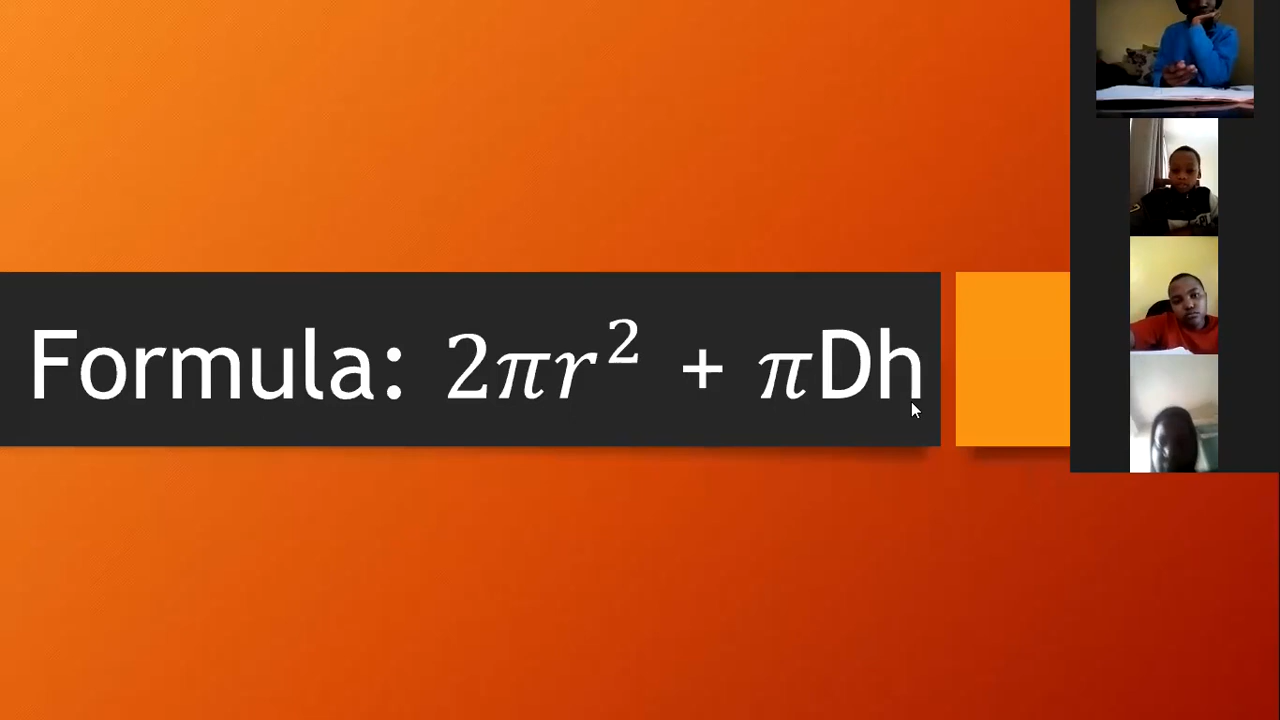 Formula: 2𝜋𝑟² + 𝜋Dh